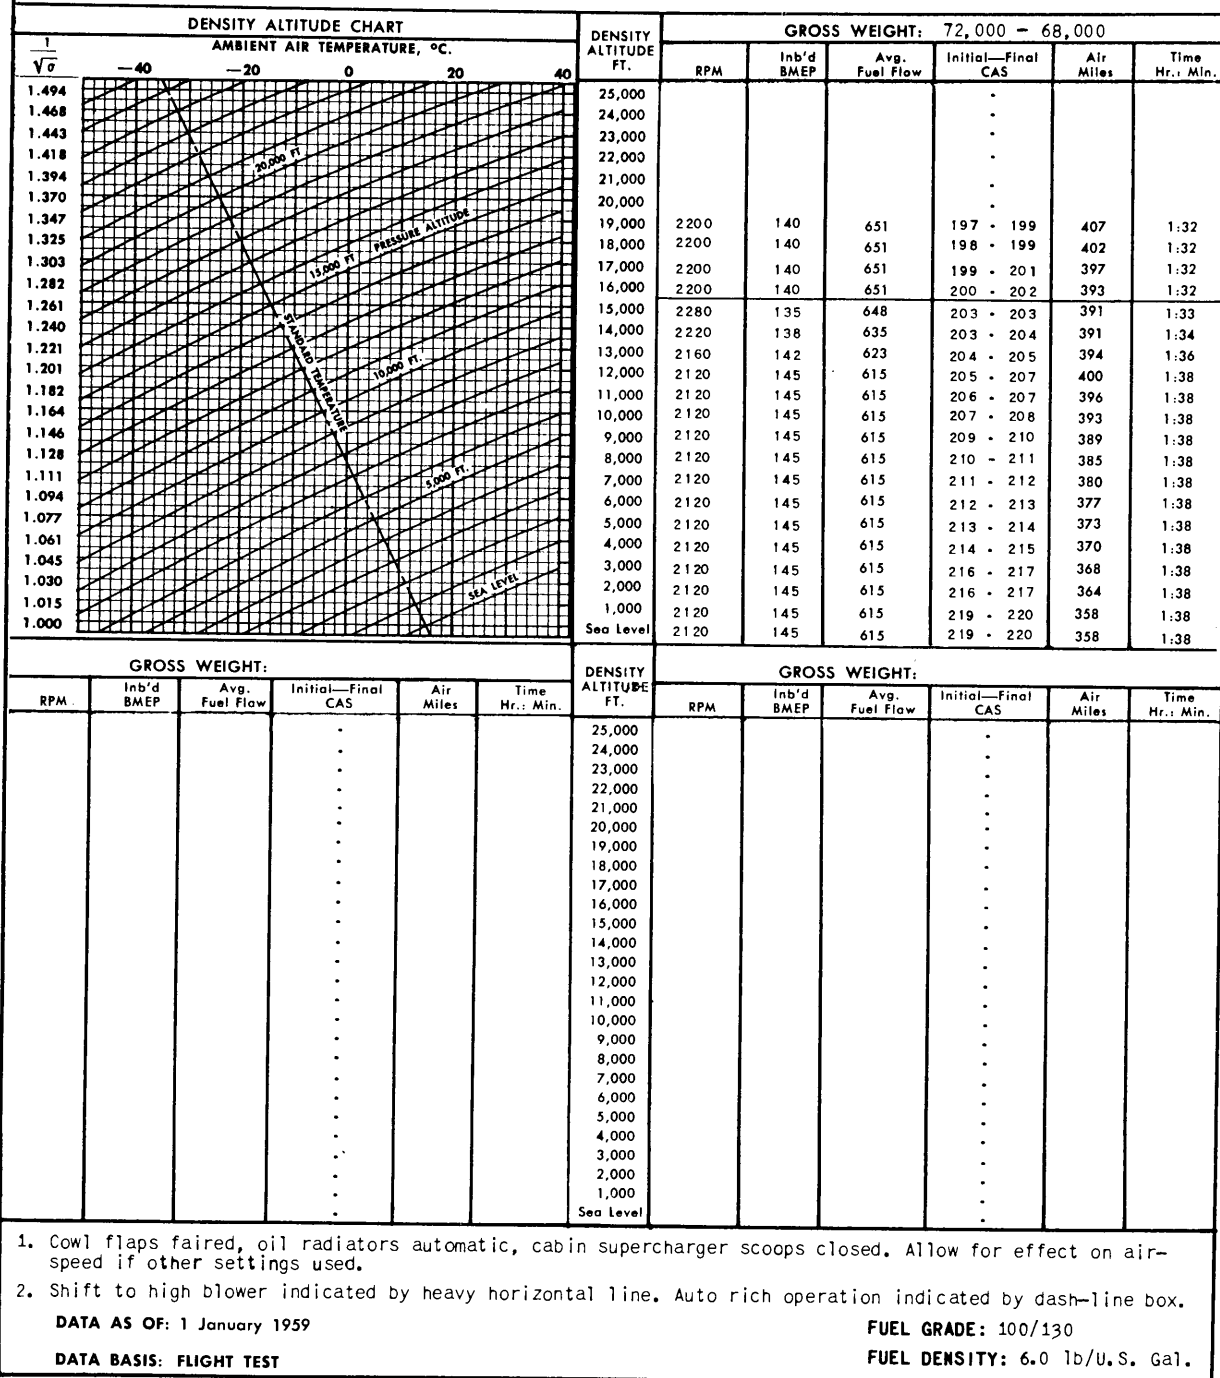 DENSITY ALTITUDE CHART
1/√σ AMBIENT AIR TEMPERATURE, °C.
—40 —20 0 20 40
1.494
1.468
1.443
1.418
1.394
1.370
1.347
1.325
1.303
1.282
1.261
1.240
1.221
1.201
1.182
1.164
1.146
1.128
1.111
1.094
1.077
1.061
1.045
1.030
1.015
1.000
20,000 FT
PRESSURE ALTITUDE
15,000 FT
STANDARD TEMPERATURE
10,000 FT.
5,000 FT.
SEA LEVEL
DENSITY ALTITUDE FT. GROSS WEIGHT: 72,000 – 68,000
RPM Inb'd BMEP Avg. Fuel Flow Initial—Final CAS Air Miles Time Hr.: Min.
25,000 •
24,000 •
23,000 •
22,000 •
21,000 •
20,000 •
19,000 2200 140 651 197 • 199 407 1:32
18,000 2200 140 651 198 • 199 402 1:32
17,000 2200 140 651 199 • 201 397 1:32
16,000 2200 140 651 200 • 202 393 1:32
15,000 2280 135 648 203 • 203 391 1:33
14,000 2220 138 635 203 • 204 391 1:34
13,000 2160 142 623 204 • 205 394 1:36
12,000 2120 145 615 205 • 207 400 1:38
11,000 2120 145 615 206 • 207 396 1:38
10,000 2120 145 615 207 • 208 393 1:38
9,000 2120 145 615 209 • 210 389 1:38
8,000 2120 145 615 210 – 211 385 1:38
7,000 2120 145 615 211 • 212 380 1:38
6,000 2120 145 615 212 • 213 377 1:38
5,000 2120 145 615 213 • 214 373 1:38
4,000 2120 145 615 214 • 215 370 1:38
3,000 2120 145 615 216 • 217 368 1:38
2,000 2120 145 615 216 • 217 364 1:38
1,000 2120 145 615 219 • 220 358 1:38
Sea Level 2120 145 615 219 • 220 358 1:38
GROSS WEIGHT: DENSITY ALTITUDE FT. GROSS WEIGHT:
RPM Inb'd BMEP Avg. Fuel Flow Initial—Final CAS Air Miles Time Hr.: Min. RPM Inb'd BMEP Avg. Fuel Flow Initial—Final CAS Air Miles Time Hr.: Min.
• 25,000 •
• 24,000 •
• 23,000 •
• 22,000 •
• 21,000 •
• 20,000 •
• 19,000 •
• 18,000 •
• 17,000 •
• 16,000 •
• 15,000 •
• 14,000 •
• 13,000 •
• 12,000 •
• 11,000 •
• 10,000 •
• 9,000 •
• 8,000 •
• 7,000 •
• 6,000 •
• 5,000 •
• 4,000 •
• 3,000 •
• 2,000 •
• 1,000 •
• Sea Level •
1. Cowl flaps faired, oil radiators automatic, cabin supercharger scoops closed. Allow for effect on air-
speed if other settings used.
2. Shift to high blower indicated by heavy horizontal line. Auto rich operation indicated by dash-line box.
DATA AS OF: 1 January 1959 FUEL GRADE: 100/130
DATA BASIS: FLIGHT TEST FUEL DENSITY: 6.0 lb/U.S. Gal.